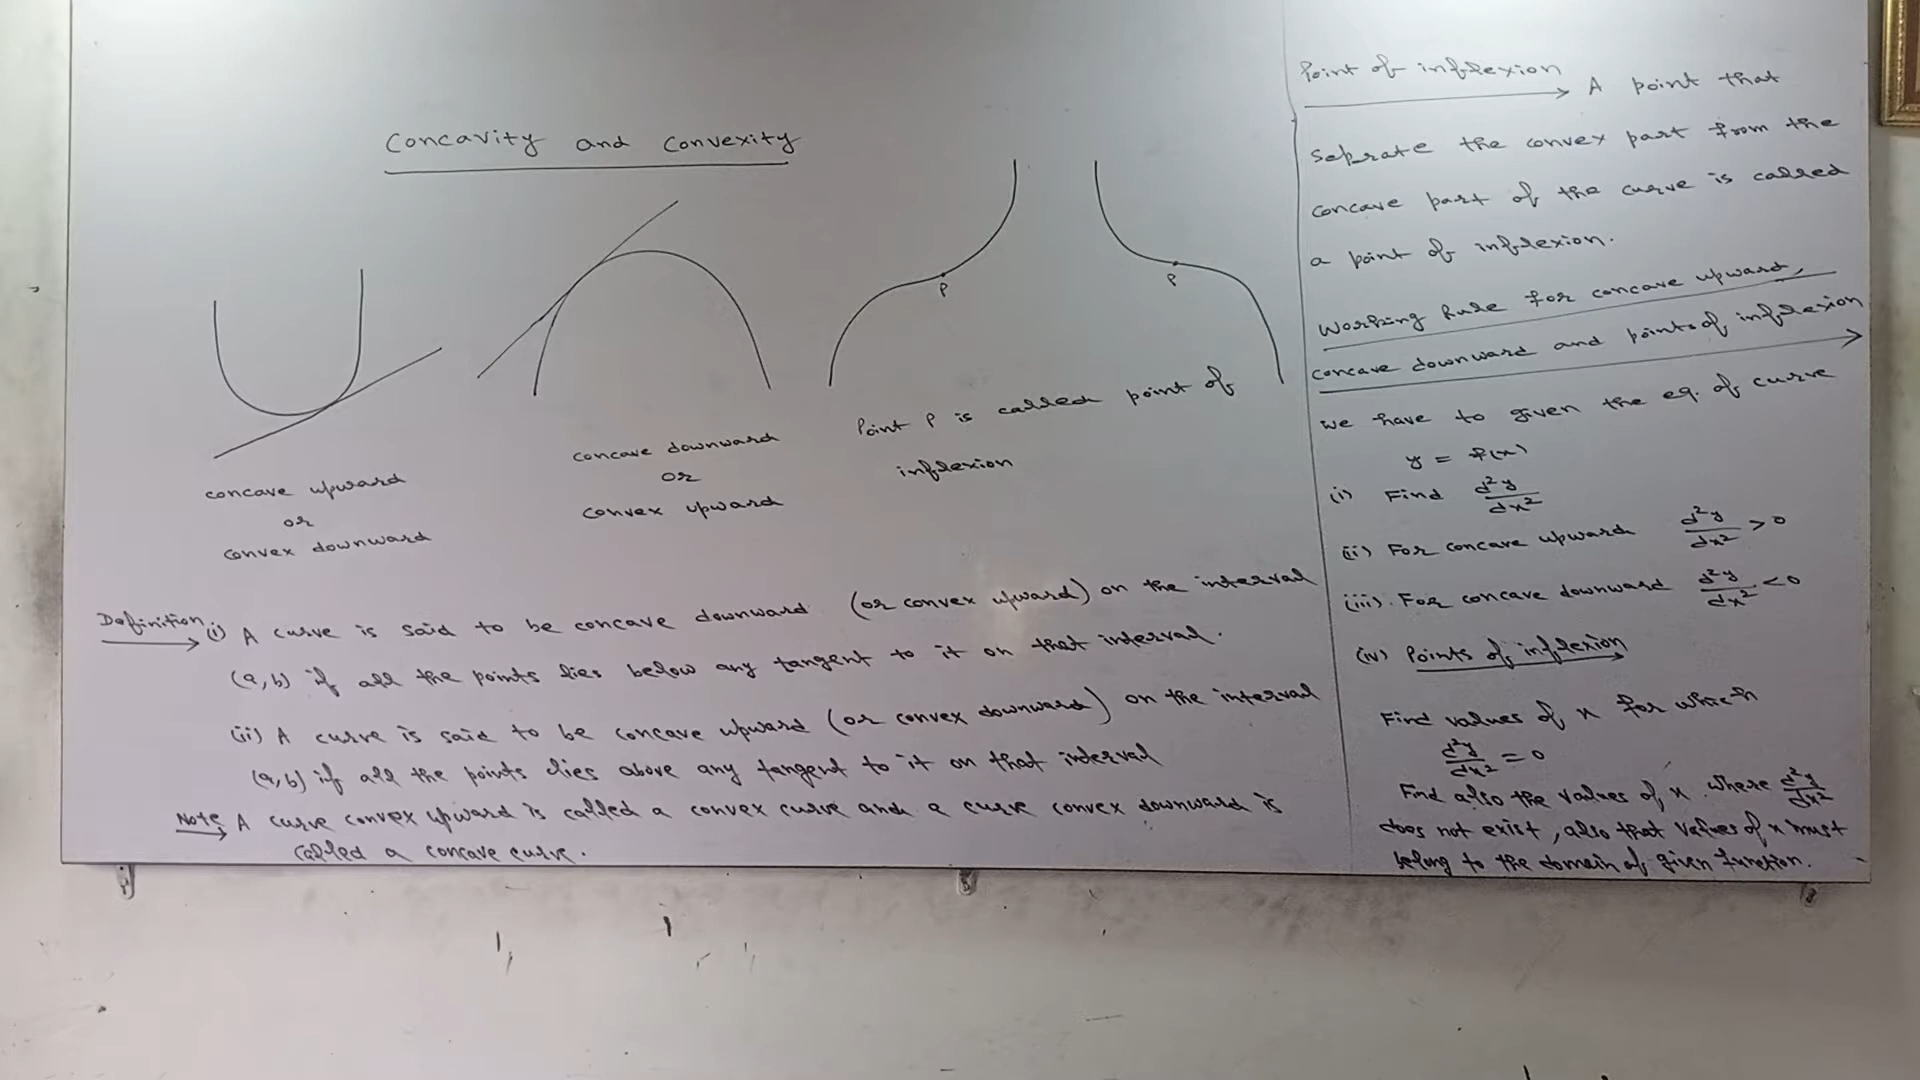 Concavity and Convexity
concave upward
or
convex downward
concave downward
or
convex upward
P
P
Point P is called point of
inflexion
Definition (i) A curve is said to be concave downward (or convex upward) on the interval
(a,b) if all the points lies below any tangent to it on that interval.
(ii) A curve is said to be concave upward (or convex downward) on the interval
(a,b) if all the points lies above any tangent to it on that interval
Note, A curve convex upward is called a convex curve and a curve convex downward is
called a concave curve.
Point of inflexion → A point that
seprate the convex part from the
concave part of the curve is called
a point of inflexion.
Working Rule for concave upward,
concave downward and points of inflexion
we have to given the eq. of curve
y = f(x)
(i) Find d²y/dx²
(ii) For concave upward d²y/dx² > 0
(iii). For concave downward d²y/dx² < 0
(iv) Points of inflexion
Find values of x for which
d²y/dx² = 0
Find also the values of x where d²y/dx²
does not exist, also that values of x must
belong to the domain of given function.